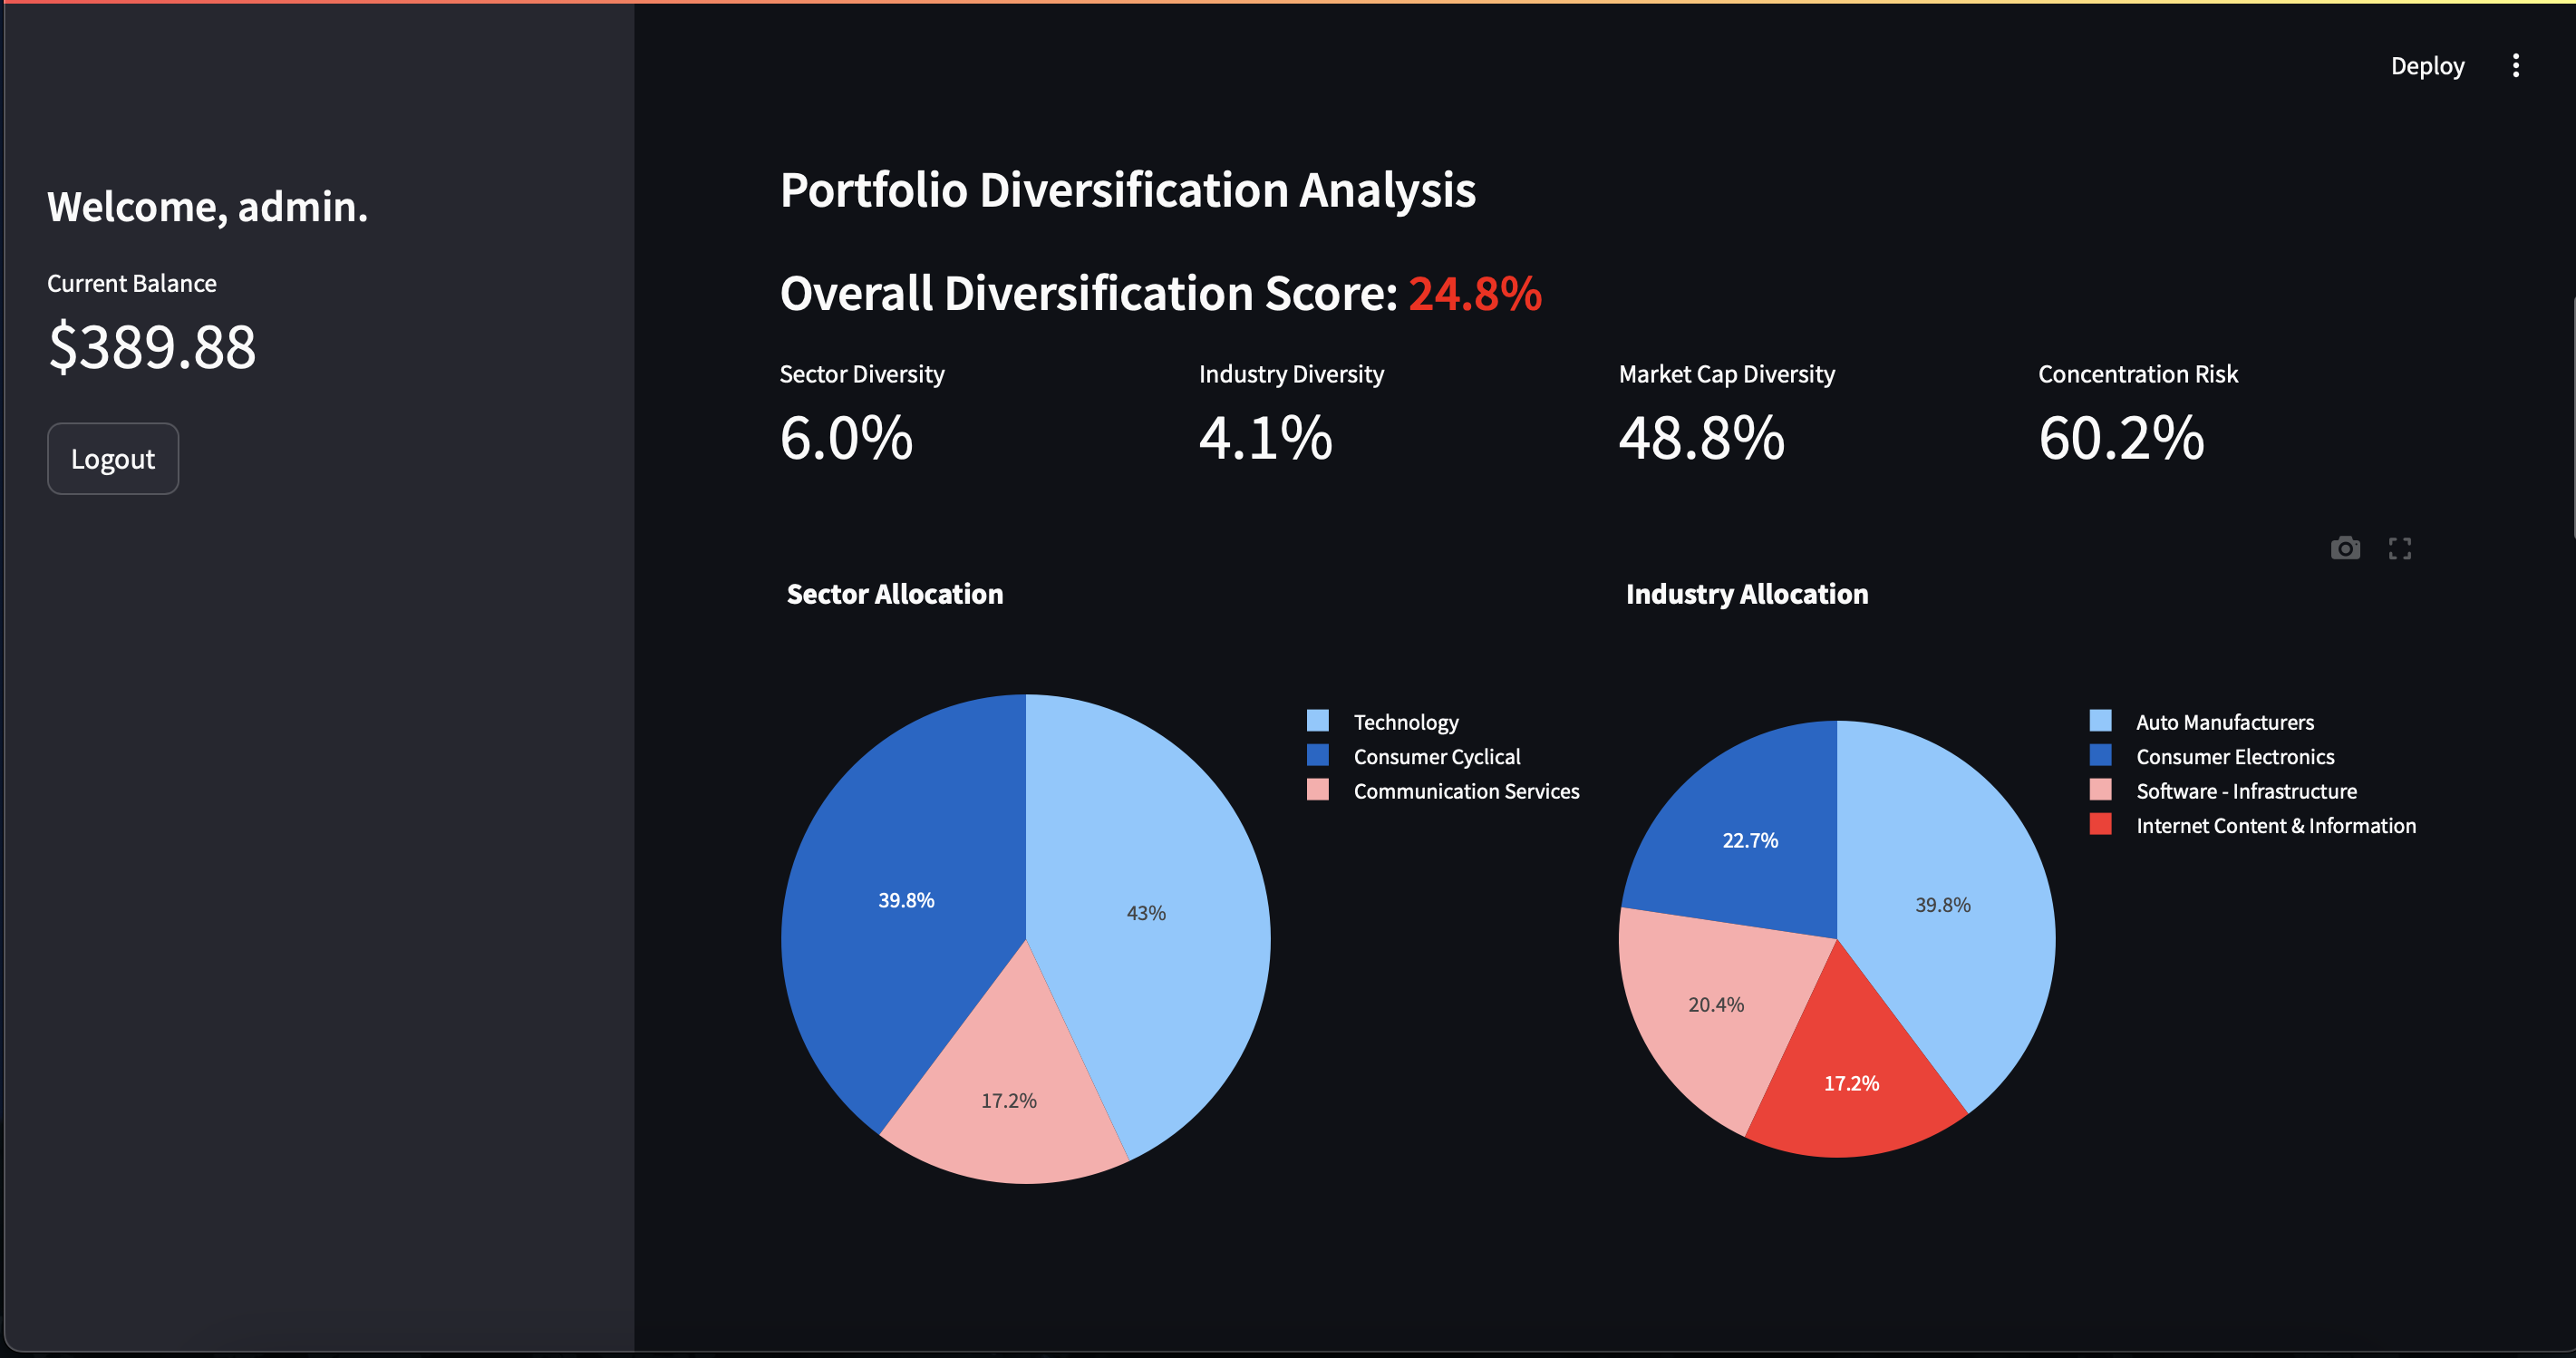 Deploy
Welcome, admin.
Current Balance
$389.88
Logout
Portfolio Diversification Analysis
Overall Diversification Score: 24.8%
Sector Diversity
6.0%
Industry Diversity
4.1%
Market Cap Diversity
48.8%
Concentration Risk
60.2%
Sector Allocation
39.8%
43%
17.2%
Technology
Consumer Cyclical
Communication Services
Industry Allocation
22.7%
39.8%
20.4%
17.2%
Auto Manufacturers
Consumer Electronics
Software - Infrastructure
Internet Content & Information